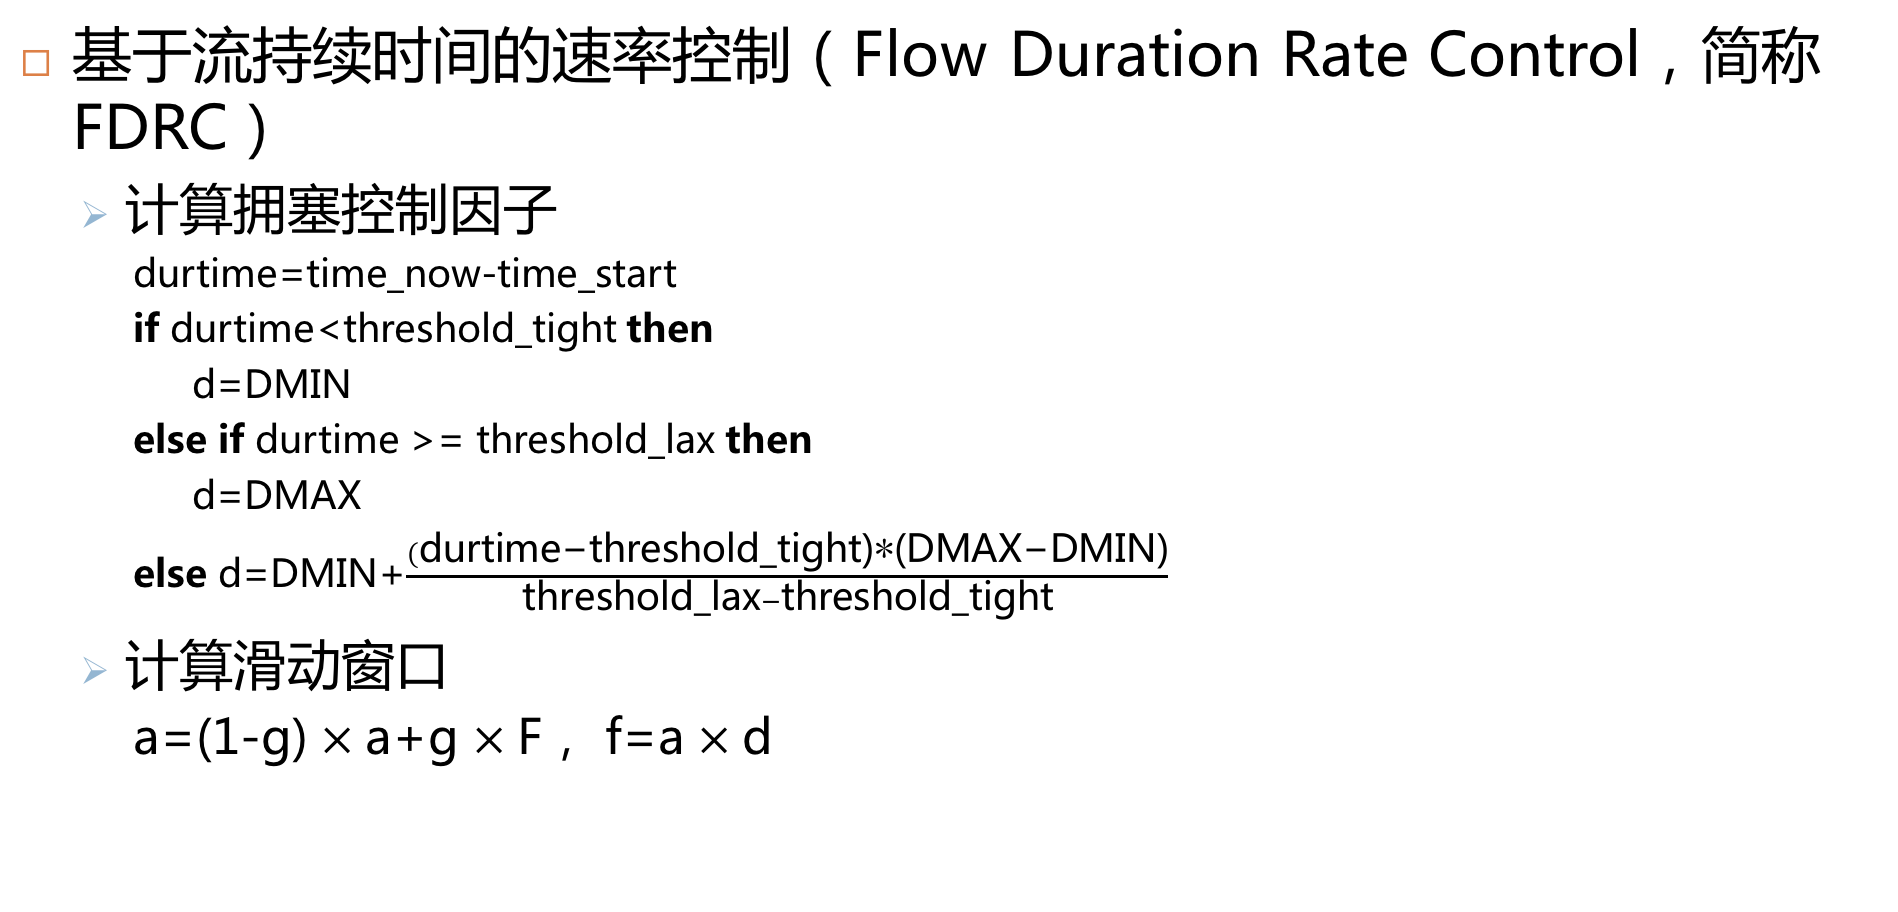 基于流持续时间的速率控制（Flow Duration Rate Control，简称
FDRC）
计算拥塞控制因子
durtime=time_now-time_start
if durtime<threshold_tight then
d=DMIN
else if durtime >= threshold_lax then
d=DMAX
else d=DMIN+(durtime−threshold_tight)*(DMAX−DMIN)
threshold_lax−threshold_tight
计算滑动窗口
a=(1-g) × a+g × F， f=a × d